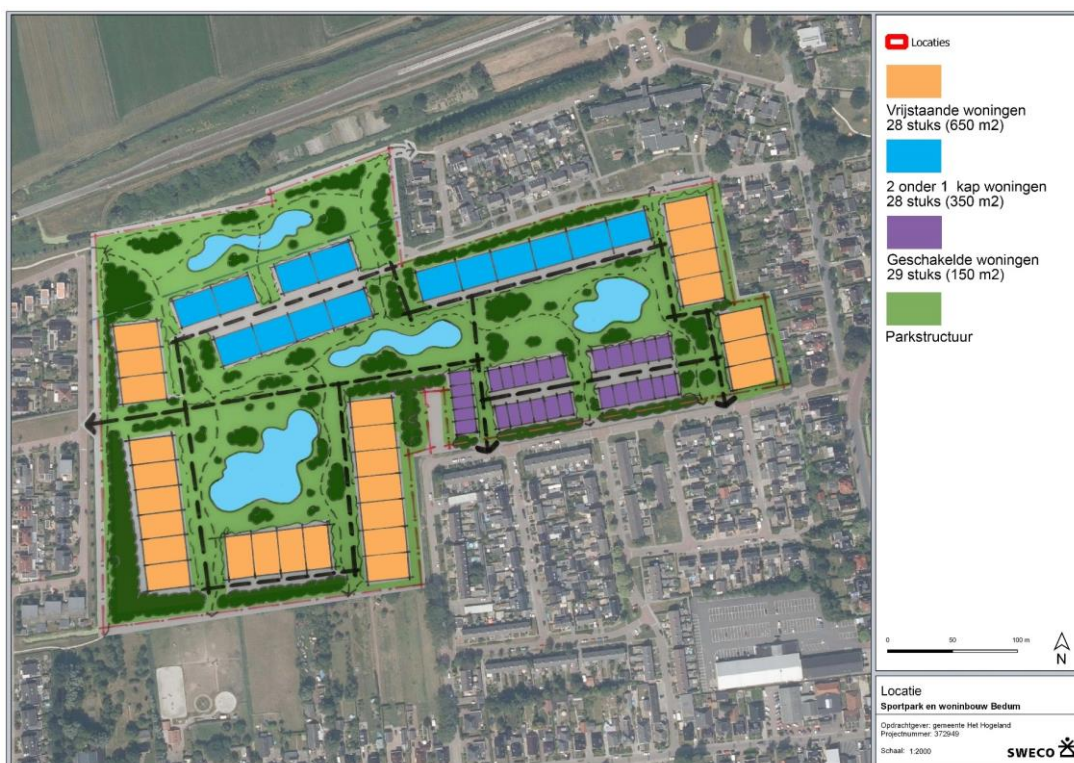 Locaties
Vrijstaande woningen
28 stuks (650 m2)
2 onder 1 kap woningen
28 stuks (350 m2)
Geschakelde woningen
29 stuks (150 m2)
Parkstructuur
0 50 100 m
N
Locatie
Sportpark en woninbouw Bedum
Opdrachtgever: gemeente Het Hogeland
Projectnummer: 372949
Schaal: 1:2000
SWECO